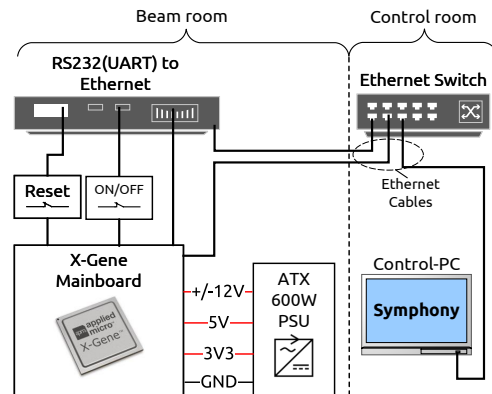 Beam room
Control room
RS232(UART) to
Ethernet
Ethernet Switch
Reset
ON/OFF
Ethernet
Cables
X-Gene
Mainboard
applied
micro
X-Gene™
+/-12V
5V
3V3
GND
ATX
600W
PSU
Control-PC
Symphony